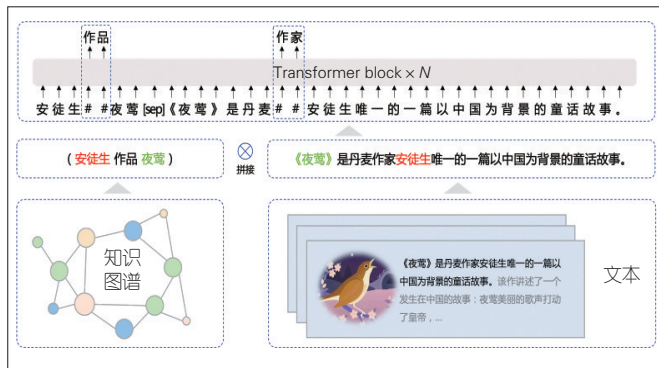 作品 作家
Transformer block × N
安徒生##夜莺[sep]《夜莺》是丹麦##安徒生唯一的一篇以中国为背景的童话故事。
（安徒生 作品 夜莺）
拼接
《夜莺》是丹麦作家安徒生唯一的一篇以中国为背景的童话故事。
知识
图谱
《夜莺》是丹麦作家安徒生唯一的一篇以
中国为背景的童话故事。该作讲述了一个
发生在中国的故事：夜莺美丽的歌声打动
了皇帝，...
文本